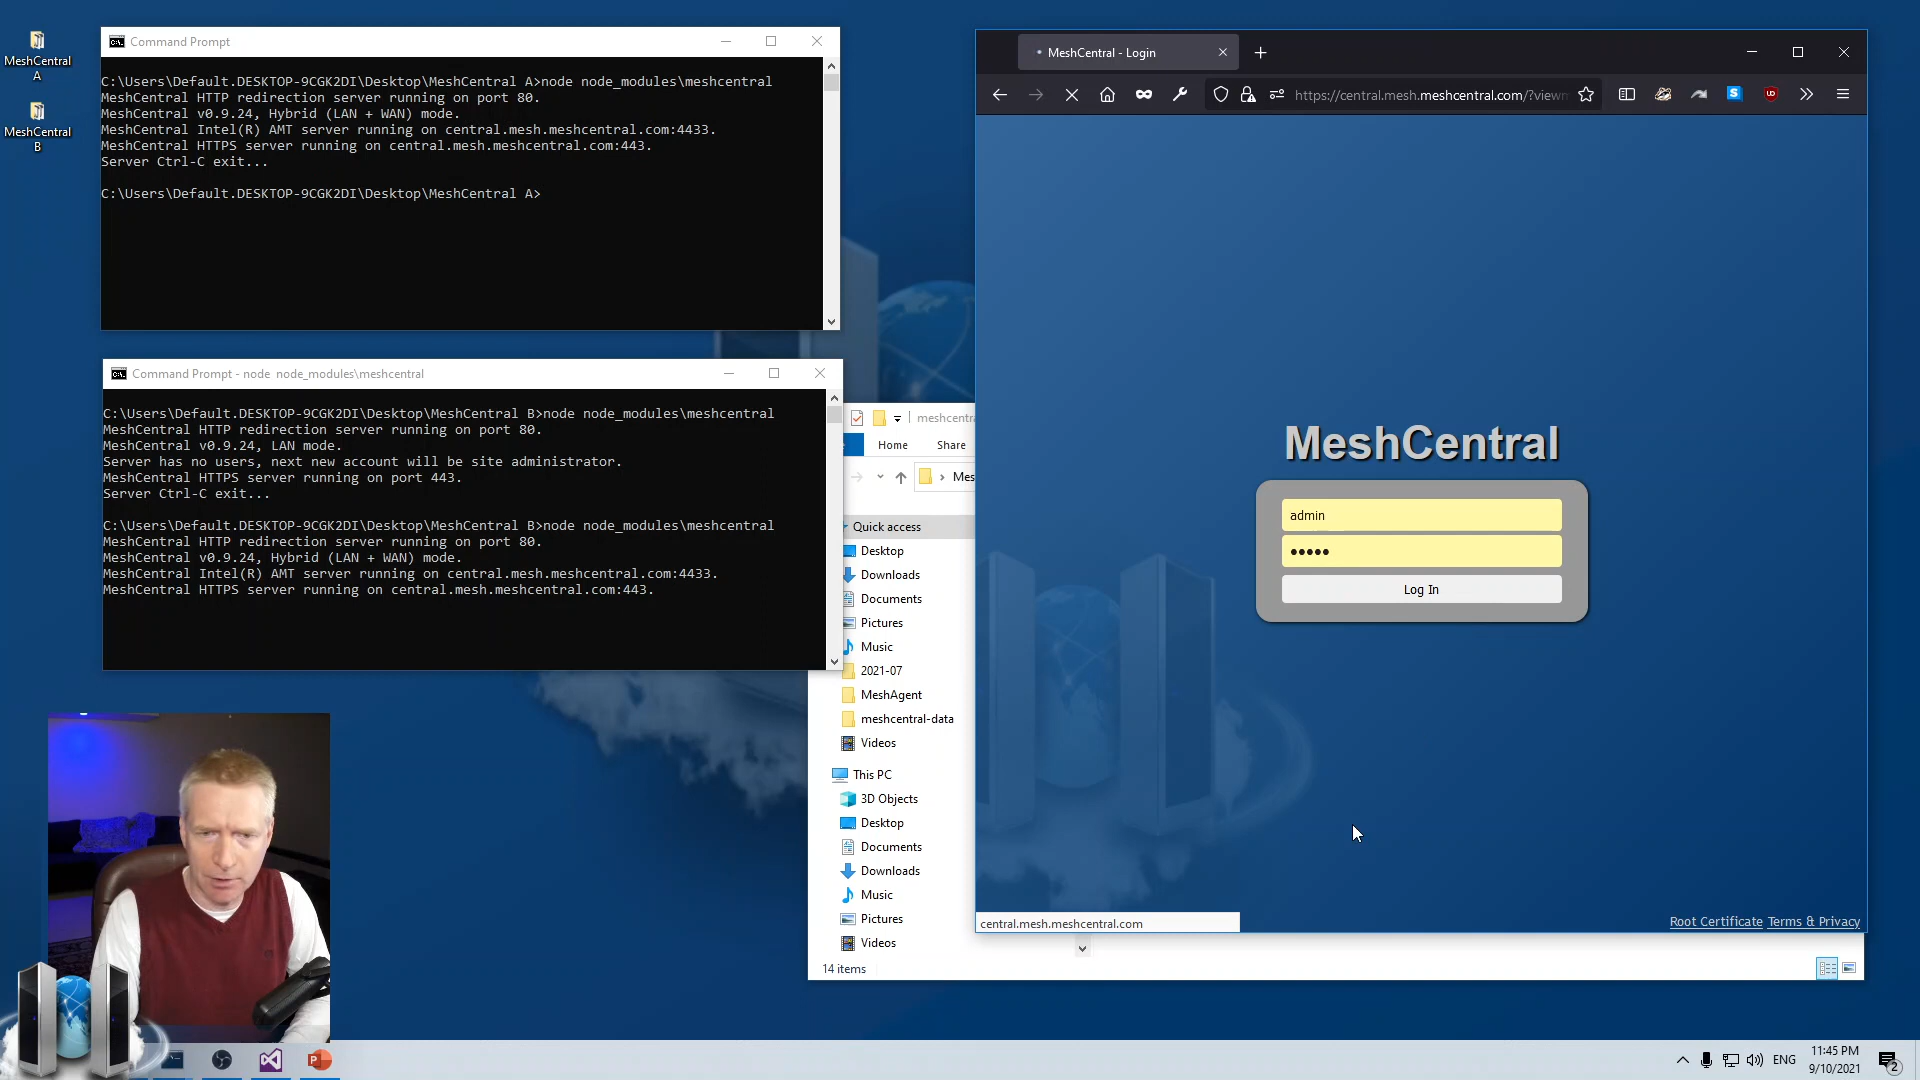 MeshCentral
A
MeshCentral
B
Command Prompt
C:\Users\Default.DESKTOP-9CGK2DI\Desktop\MeshCentral A>node node_modules\meshcentral
MeshCentral HTTP redirection server running on port 80.
MeshCentral v0.9.24, Hybrid (LAN + WAN) mode.
MeshCentral Intel(R) AMT server running on central.mesh.meshcentral.com:4433.
MeshCentral HTTPS server running on central.mesh.meshcentral.com:443.
Server Ctrl-C exit...
C:\Users\Default.DESKTOP-9CGK2DI\Desktop\MeshCentral A>
Command Prompt - node  node_modules\meshcentral
C:\Users\Default.DESKTOP-9CGK2DI\Desktop\MeshCentral B>node node_modules\meshcentral
MeshCentral HTTP redirection server running on port 80.
MeshCentral v0.9.24, LAN mode.
Server has no users, next new account will be site administrator.
MeshCentral HTTPS server running on port 443.
Server Ctrl-C exit...
C:\Users\Default.DESKTOP-9CGK2DI\Desktop\MeshCentral B>node node_modules\meshcentral
MeshCentral HTTP redirection server running on port 80.
MeshCentral v0.9.24, Hybrid (LAN + WAN) mode.
MeshCentral Intel(R) AMT server running on central.mesh.meshcentral.com:4433.
MeshCentral HTTPS server running on central.mesh.meshcentral.com:443.
meshcentra
Home Share
Mes
Quick access
Desktop
Downloads
Documents
Pictures
Music
2021-07
MeshAgent
meshcentral-data
Videos
This PC
3D Objects
Desktop
Documents
Downloads
Music
Pictures
Videos
14 items
MeshCentral - Login
https://central.mesh.meshcentral.com/?viewm
MeshCentral
admin
•••••
Log In
central.mesh.meshcentral.com
Root Certificate Terms & Privacy
ENG
11:45 PM
9/10/2021
2